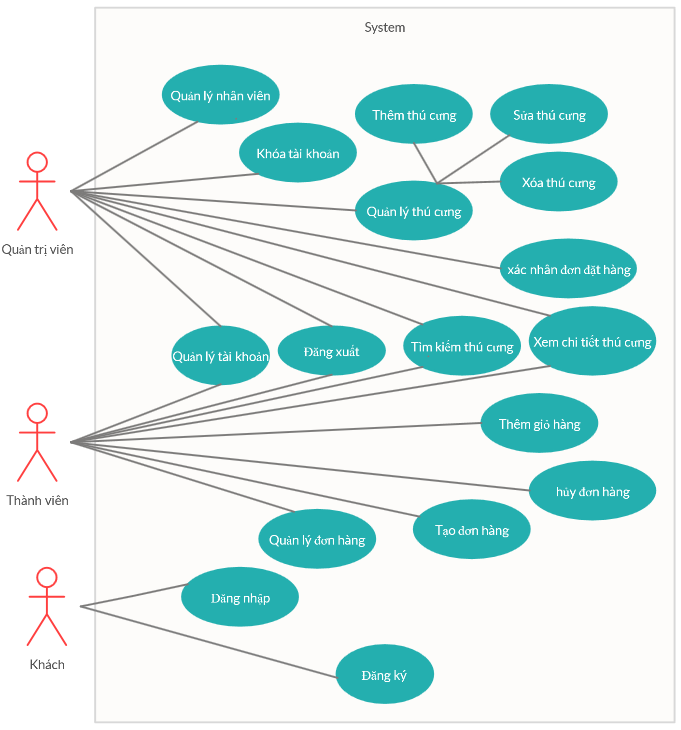 System
Quản lý nhân viên
Thêm thú cưng
Sửa thú cưng
Khóa tài khoản
Xóa thú cưng
Quản lý thú cưng
Quản trị viên
xác nhân đơn đặt hàng
Quản lý tài khoản
Đăng xuất
Tìm kiếm thú cưng
Xem chi tiết thú cưng
Thêm giỏ hàng
Thành viên
hủy đơn hàng
Tạo đơn hàng
Quản lý đơn hàng
Đăng nhập
Khách
Đăng ký